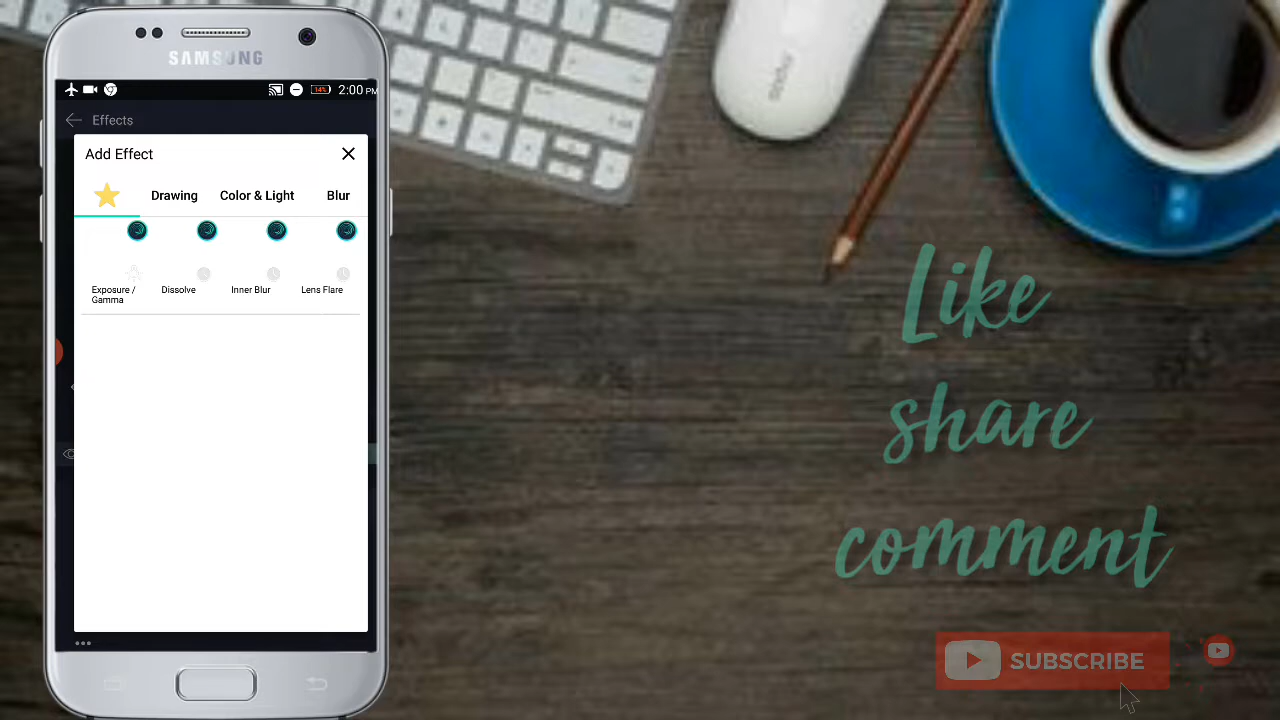 SAMSUNG
14%
2:00 PM
Effects
Add Effect
Drawing
Color & Light
Blur
Exposure / Gamma
Dissolve
Inner Blur
Lens Flare
Like
share
comment
SUBSCRIBE